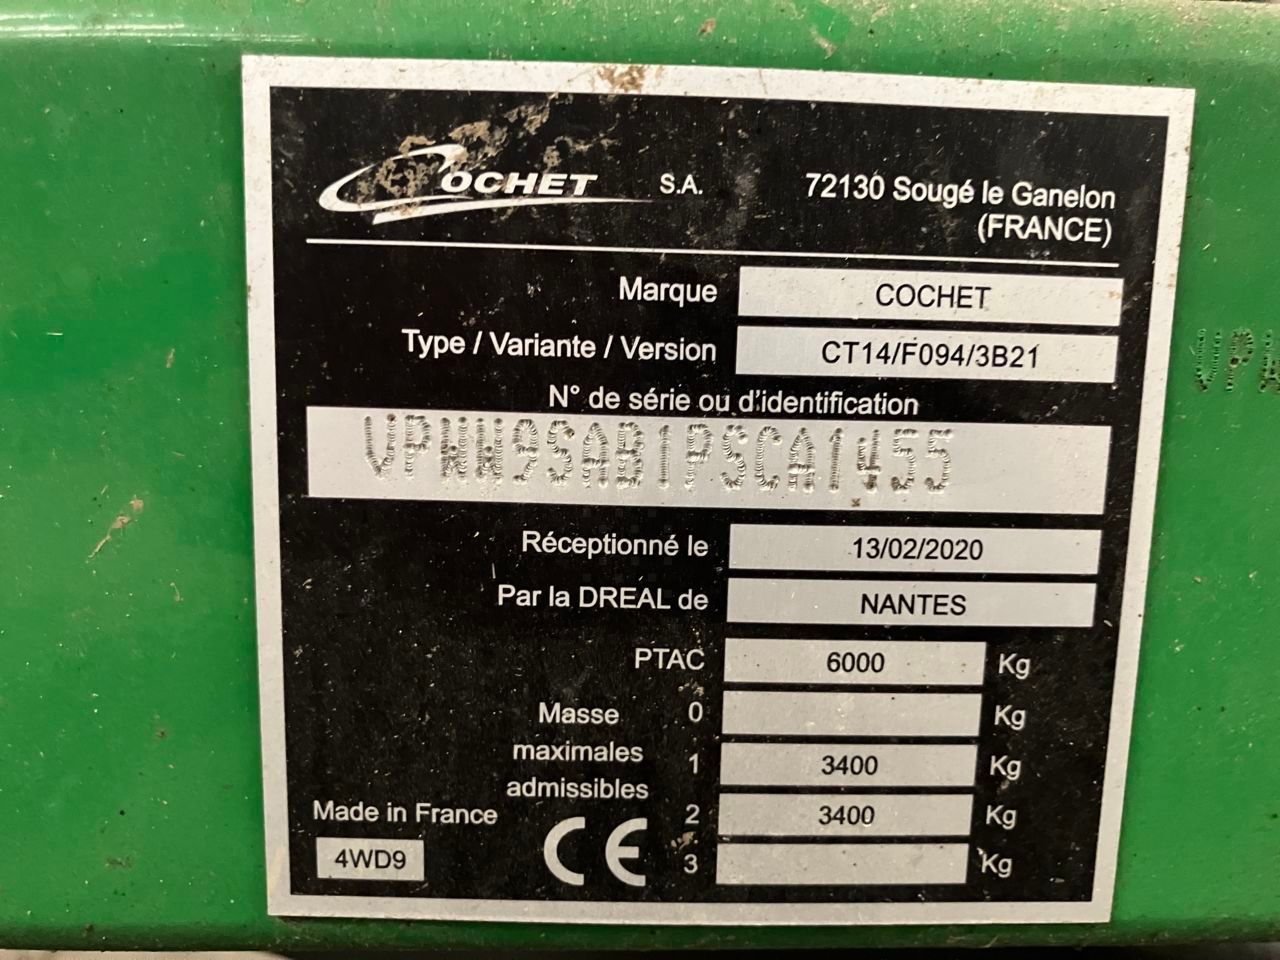 COCHET S.A. 72130 Sougé le Ganelon
(FRANCE)
Marque COCHET
Type / Variante / Version CT14/F094/3B21
N° de série ou d'identification
Réceptionné le 13/02/2020
Par la DREAL de NANTES
PTAC 6000 Kg
Masse 0 Kg
maximales 1 3400 Kg
admissibles
Made in France 2 3400 Kg
4WD9 CE 3 Kg